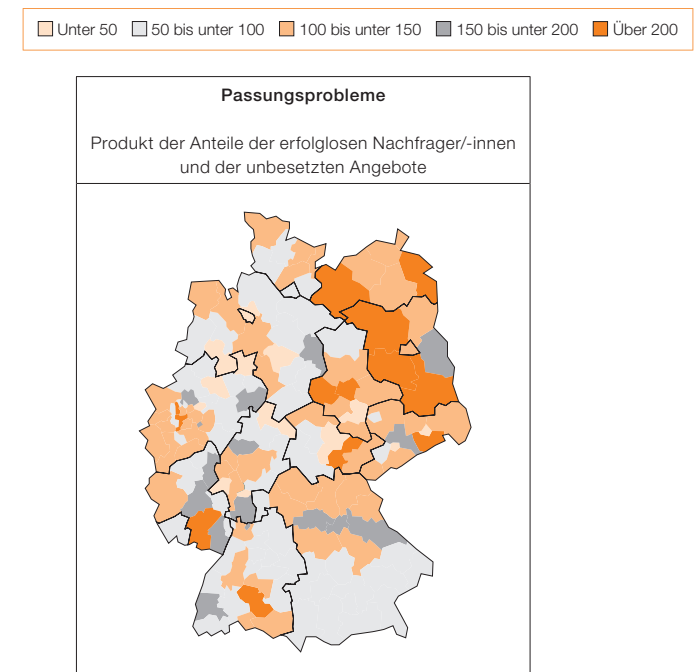 Unter 50 50 bis unter 100 100 bis unter 150 150 bis unter 200 Über 200
Passungsprobleme
Produkt der Anteile der erfolglosen Nachfrager/-innen
und der unbesetzten Angebote